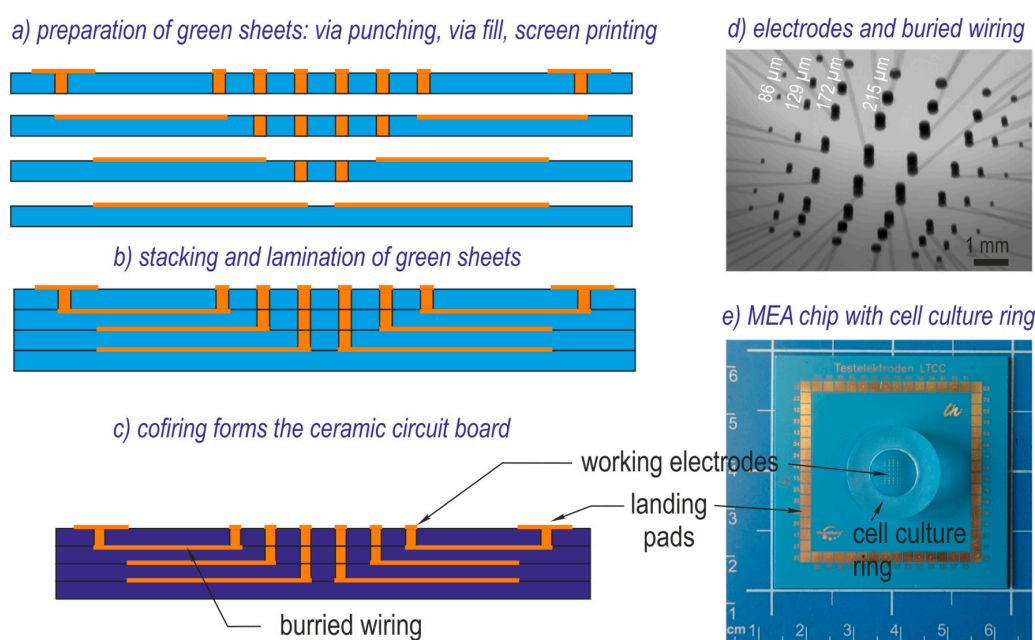 a) preparation of green sheets: via punching, via fill, screen printing
b) stacking and lamination of green sheets
c) cofiring forms the ceramic circuit board
working electrodes
landing
pads
cell culture
ring
burried wiring
d) electrodes and buried wiring
86 µm
129 µm
172 µm
215 µm
1 mm
e) MEA chip with cell culture ring
Testelektroden LTCC
6
5
4
3
2
1
cm 1 2 3 4 5 6